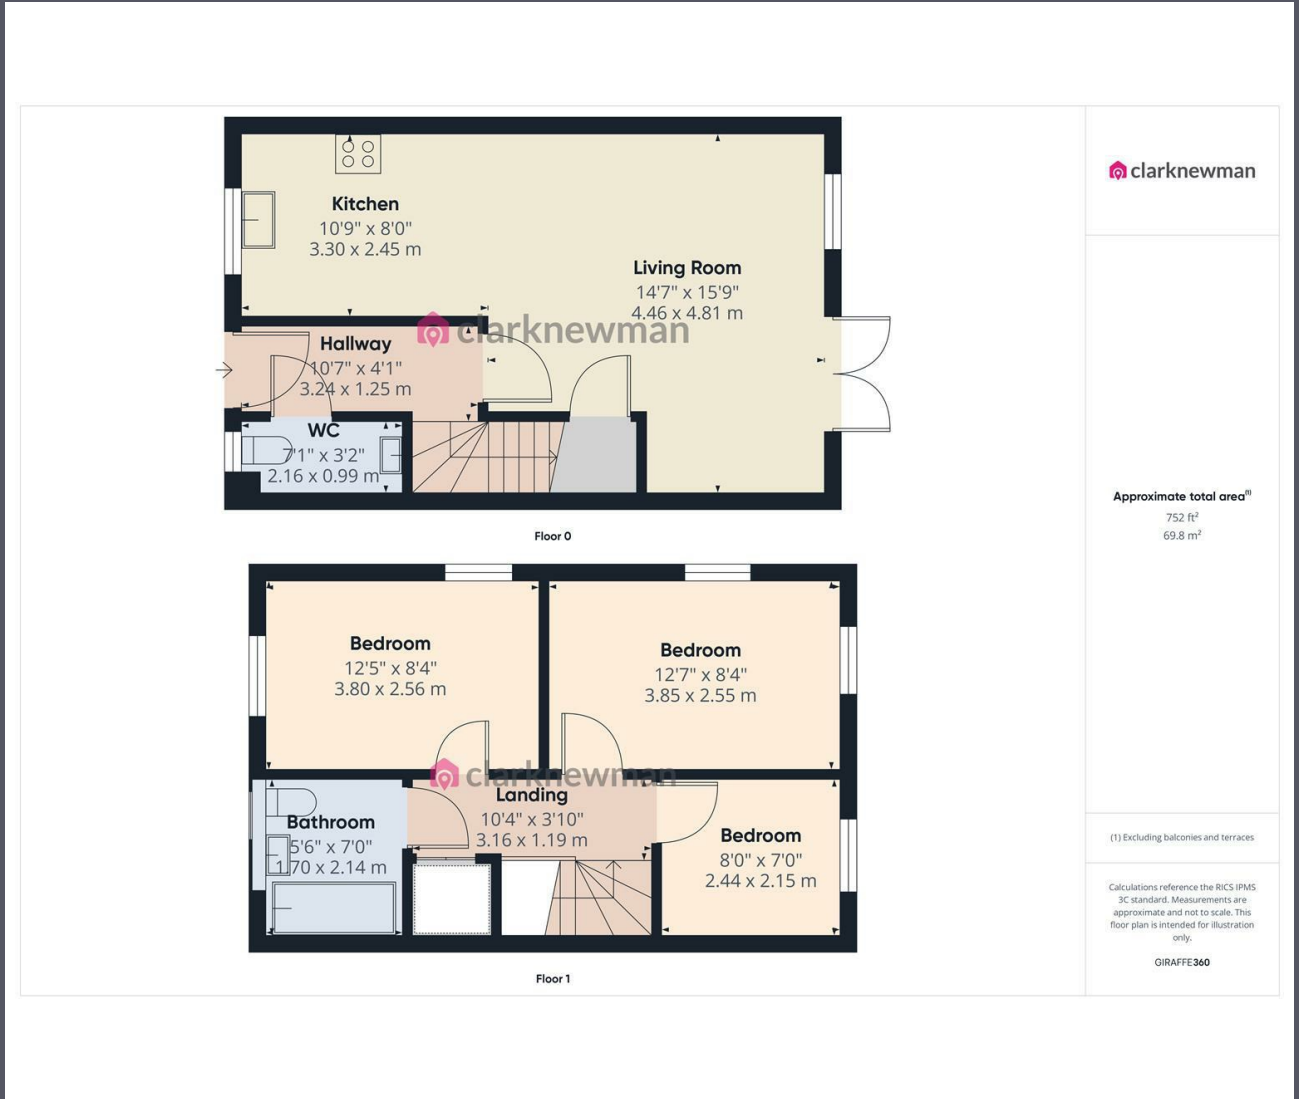 clarknewman
Kitchen
10'9" x 8'0"
3.30 x 2.45 m
Living Room
14'7" x 15'9"
4.46 x 4.81 m
clarknewman
Hallway
10'7" x 4'1"
3.24 x 1.25 m
WC
7'1" x 3'2"
2.16 x 0.99 m
Floor 0
Approximate total area(1)
752 ft²
69.8 m²
Bedroom
12'5" x 8'4"
3.80 x 2.56 m
Bedroom
12'7" x 8'4"
3.85 x 2.55 m
clarknewman
Landing
10'4" x 3'10"
3.16 x 1.19 m
Bathroom
5'6" x 7'0"
1.70 x 2.14 m
Bedroom
8'0" x 7'0"
2.44 x 2.15 m
Floor 1
(1) Excluding balconies and terraces
Calculations reference the RICS IPMS
3C standard. Measurements are
approximate and not to scale. This
floor plan is intended for illustration
only.
GIRAFFE360